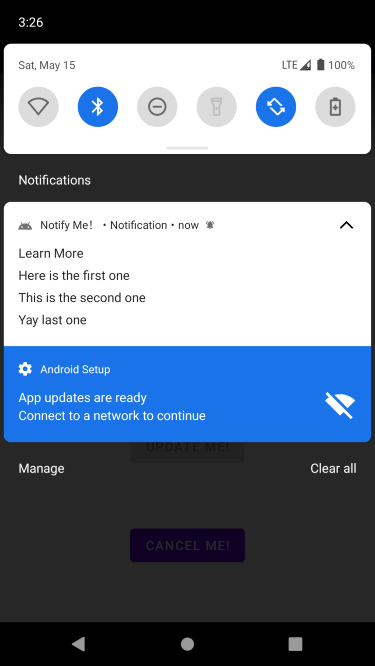 3:26
Sat, May 15
LTE 100%
Notifications
Notify Me! • Notification • now
Learn More
Here is the first one
This is the second one
Yay last one
Android Setup
App updates are ready
Connect to a network to continue
UPDATE ME!
Manage Clear all
CANCEL ME!